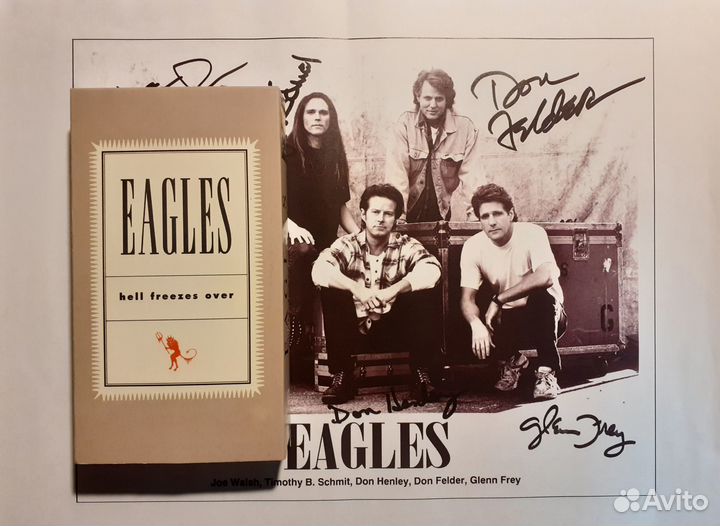 Don
Felder
EAGLES
hell freezes over
Don Henley
Glenn Frey
EAGLES
Joe Walsh, Timothy B. Schmit, Don Henley, Don Felder, Glenn Frey
G
Avito